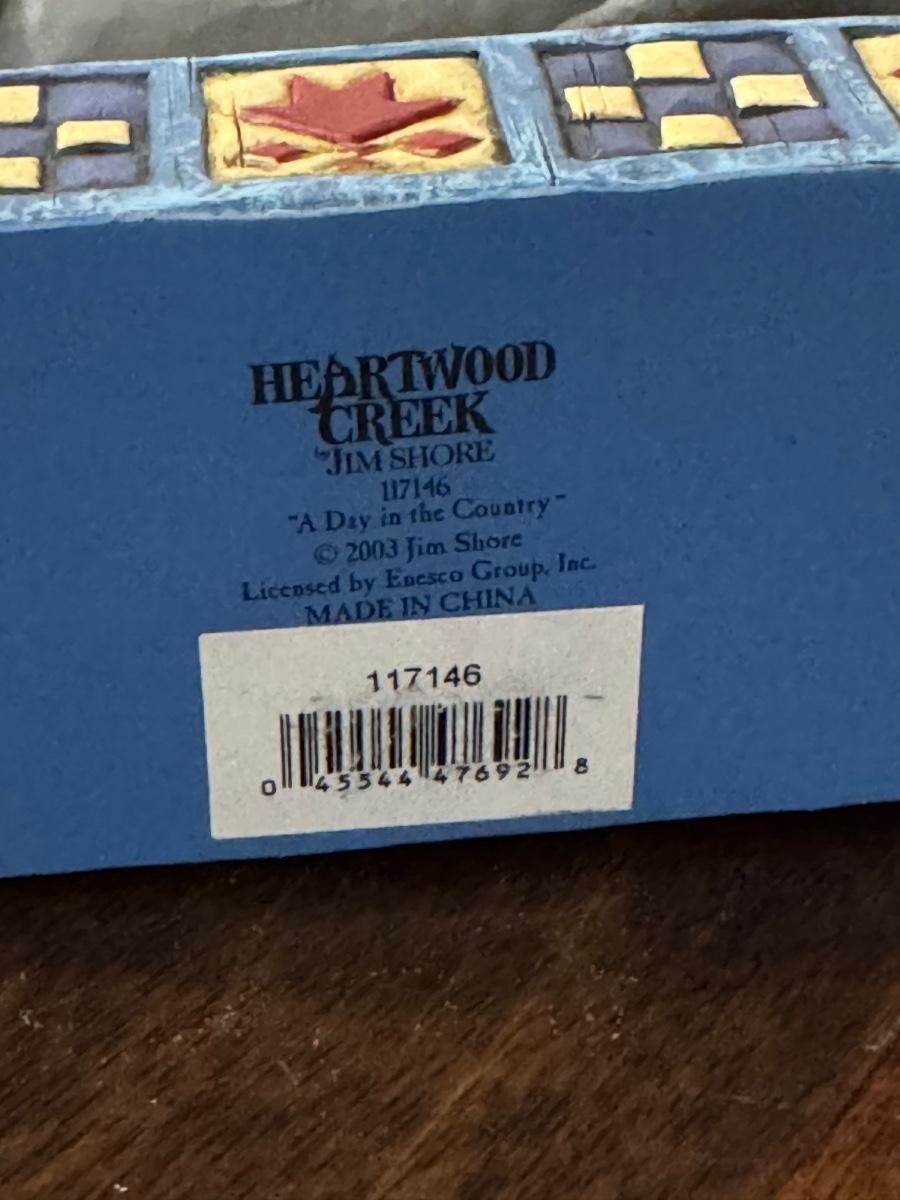 HEARTWOOD
CREEK
by JIM SHORE
117146
"A Day in the Country"
© 2003 Jim Shore
Licensed by Enesco Group, Inc.
MADE IN CHINA
117146
0 45544 47692 8